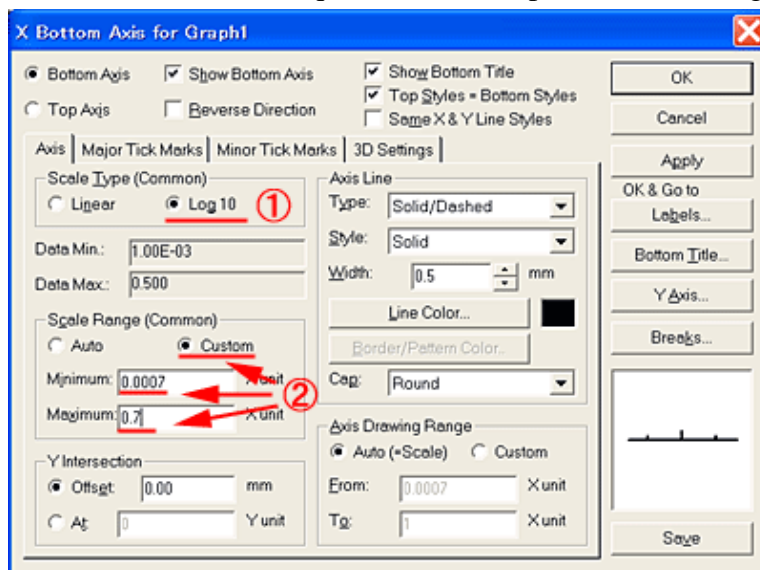 X Bottom Axis for Graph1
Bottom Axis Show Bottom Axis Show Bottom Title
Top Axis Reverse Direction Top Styles = Bottom Styles
Same X & Y Line Styles
OK
Cancel
Apply
OK & Go to
Labels...
Bottom Title...
Y Axis...
Breaks...
Save
Axis Major Tick Marks Minor Tick Marks 3D Settings
Scale Type (Common)
Linear Log 10 ①
Data Min.: 1.00E-03
Data Max.: 0.500
Scale Range (Common)
Auto Custom
Minimum: 0.0007 X unit
②
Maximum: 0.7 X unit
Y Intersection
Offset: 0.00 mm
At: 0 Y unit
Axis Line
Type: Solid/Dashed
Style: Solid
Width: 0.5 mm
Line Color...
Border/Pattern Color...
Cap: Round
Axis Drawing Range
Auto (=Scale) Custom
From: 0.0007 X unit
To: 1 X unit